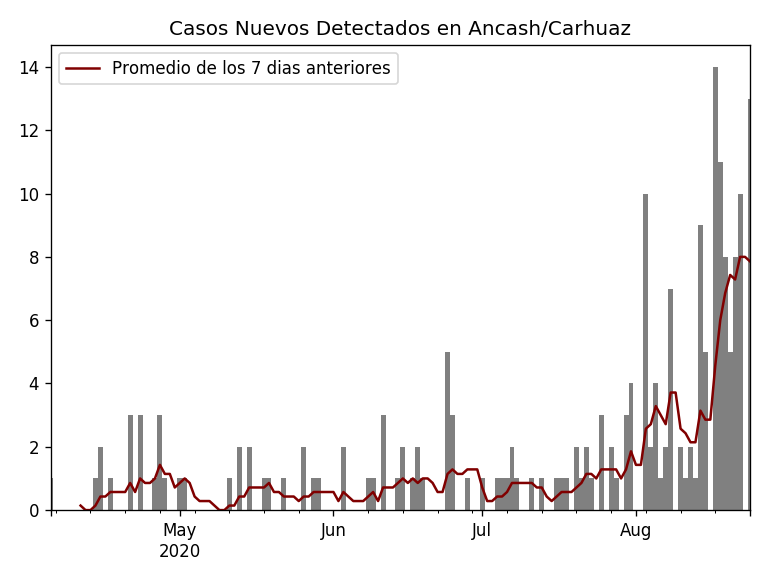 Casos Nuevos Detectados en Ancash/Carhuaz
Promedio de los 7 dias anteriores
14
12
10
8
6
4
2
0
May
2020
Jun
Jul
Aug